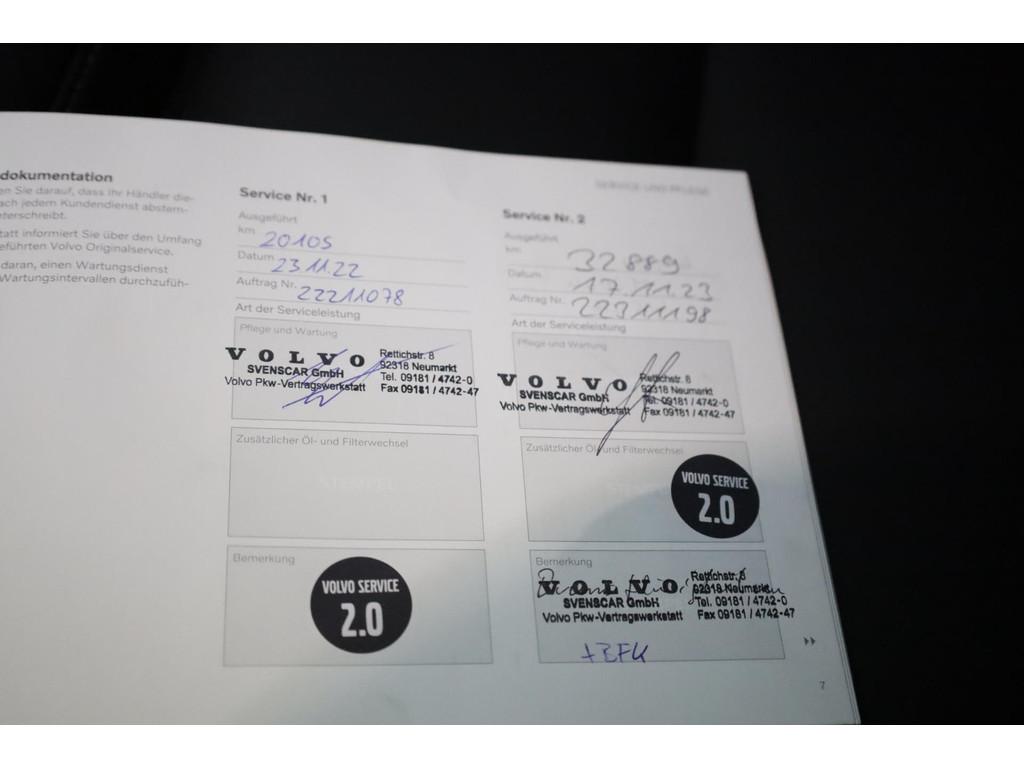 dokumentation
en Sie darauf, dass Ihr Händler die-
ach jedem Kundendienst abstem-
terschreibt.
tatt informiert Sie über den Umfang
eführten Volvo Originalservice.
daran, einen Wartungsdienst
Wartungsintervallen durchzufüh-
Service Nr. 1
Ausgeführt
km 20105
Datum 23.11.22
Auftrag Nr. 22211078
Art der Serviceleistung
Pflege und Wartung
VOLVO
SVENSCAR GmbH
Volvo Pkw-Vertragswerkstatt
Rettichstr. 8
92318 Neumarkt
Tel. 09181 / 4742-0
Fax 09181 / 4742-47
Zusätzlicher Öl- und Filterwechsel
STEMPEL
Bemerkung
VOLVO SERVICE
2.0
SERVICE UND PFLEGE
Service Nr. 2
Ausgeführt
km 32889
Datum 17.11.23
Auftrag Nr. 22311198
Art der Serviceleistung
Pflege und Wartung
VOLVO
SVENSCAR GmbH
Volvo Pkw-Vertragswerkstatt
Rettichstr. 8
92318 Neumarkt
Tel. 09181 / 4742-0
Fax 09181 / 4742-47
Zusätzlicher Öl- und Filterwechsel
VOLVO SERVICE
2.0
Bemerkung
VOLVO
SVENSCAR GmbH
Volvo Pkw-Vertragswerkstatt
Rettichstr. 8
92318 Neumarkt
Tel. 09181 / 4742-0
Fax 09181 / 4742-47
7